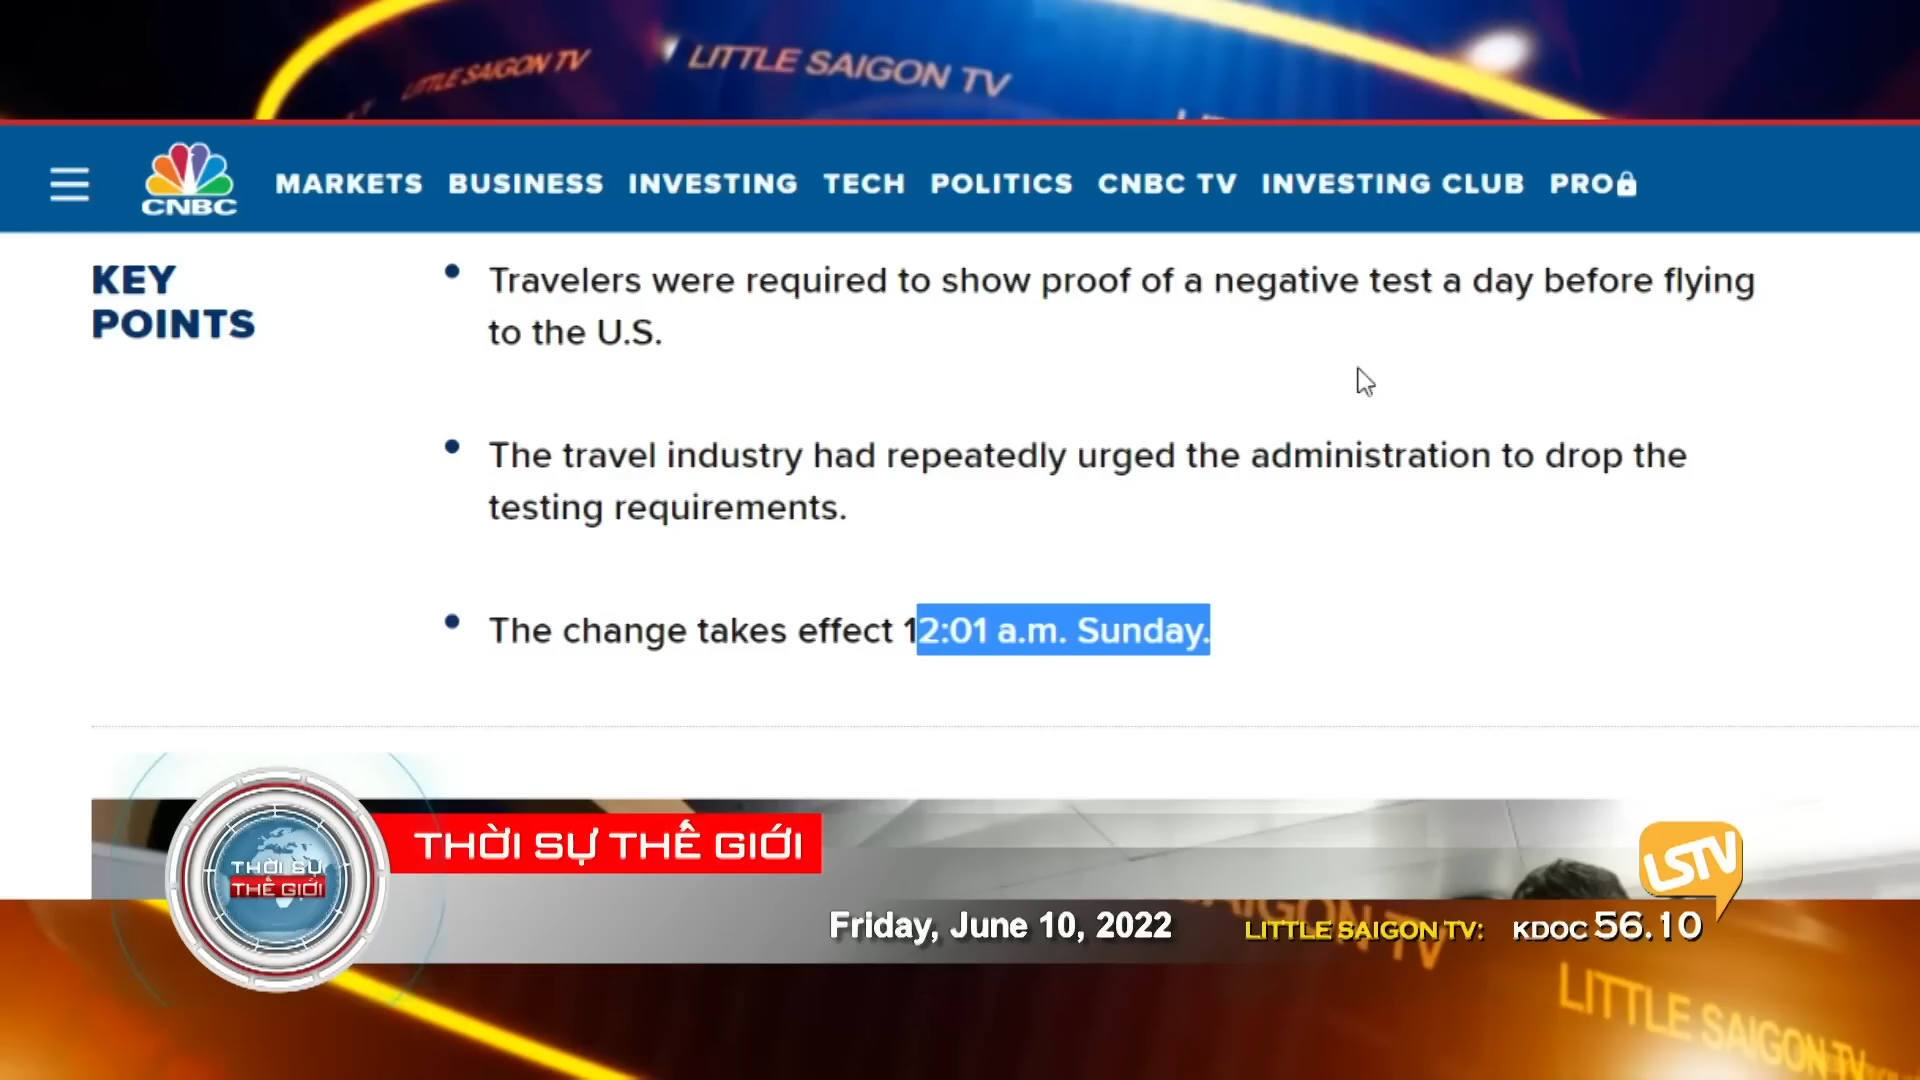 LITTLE SAIGON TV
LITTLE SAIGON TV
CNBC
MARKETS BUSINESS INVESTING TECH POLITICS CNBC TV INVESTING CLUB PRO
KEY
POINTS
• Travelers were required to show proof of a negative test a day before flying
to the U.S.
• The travel industry had repeatedly urged the administration to drop the
testing requirements.
• The change takes effect 12:01 a.m. Sunday.
THỜI SỰ THẾ GIỚI
THỜI SỰ
THẾ GIỚI
LSTV
Friday, June 10, 2022
LITTLE SAIGON TV: KDOC 56.10
LITTLE SAIGON TV